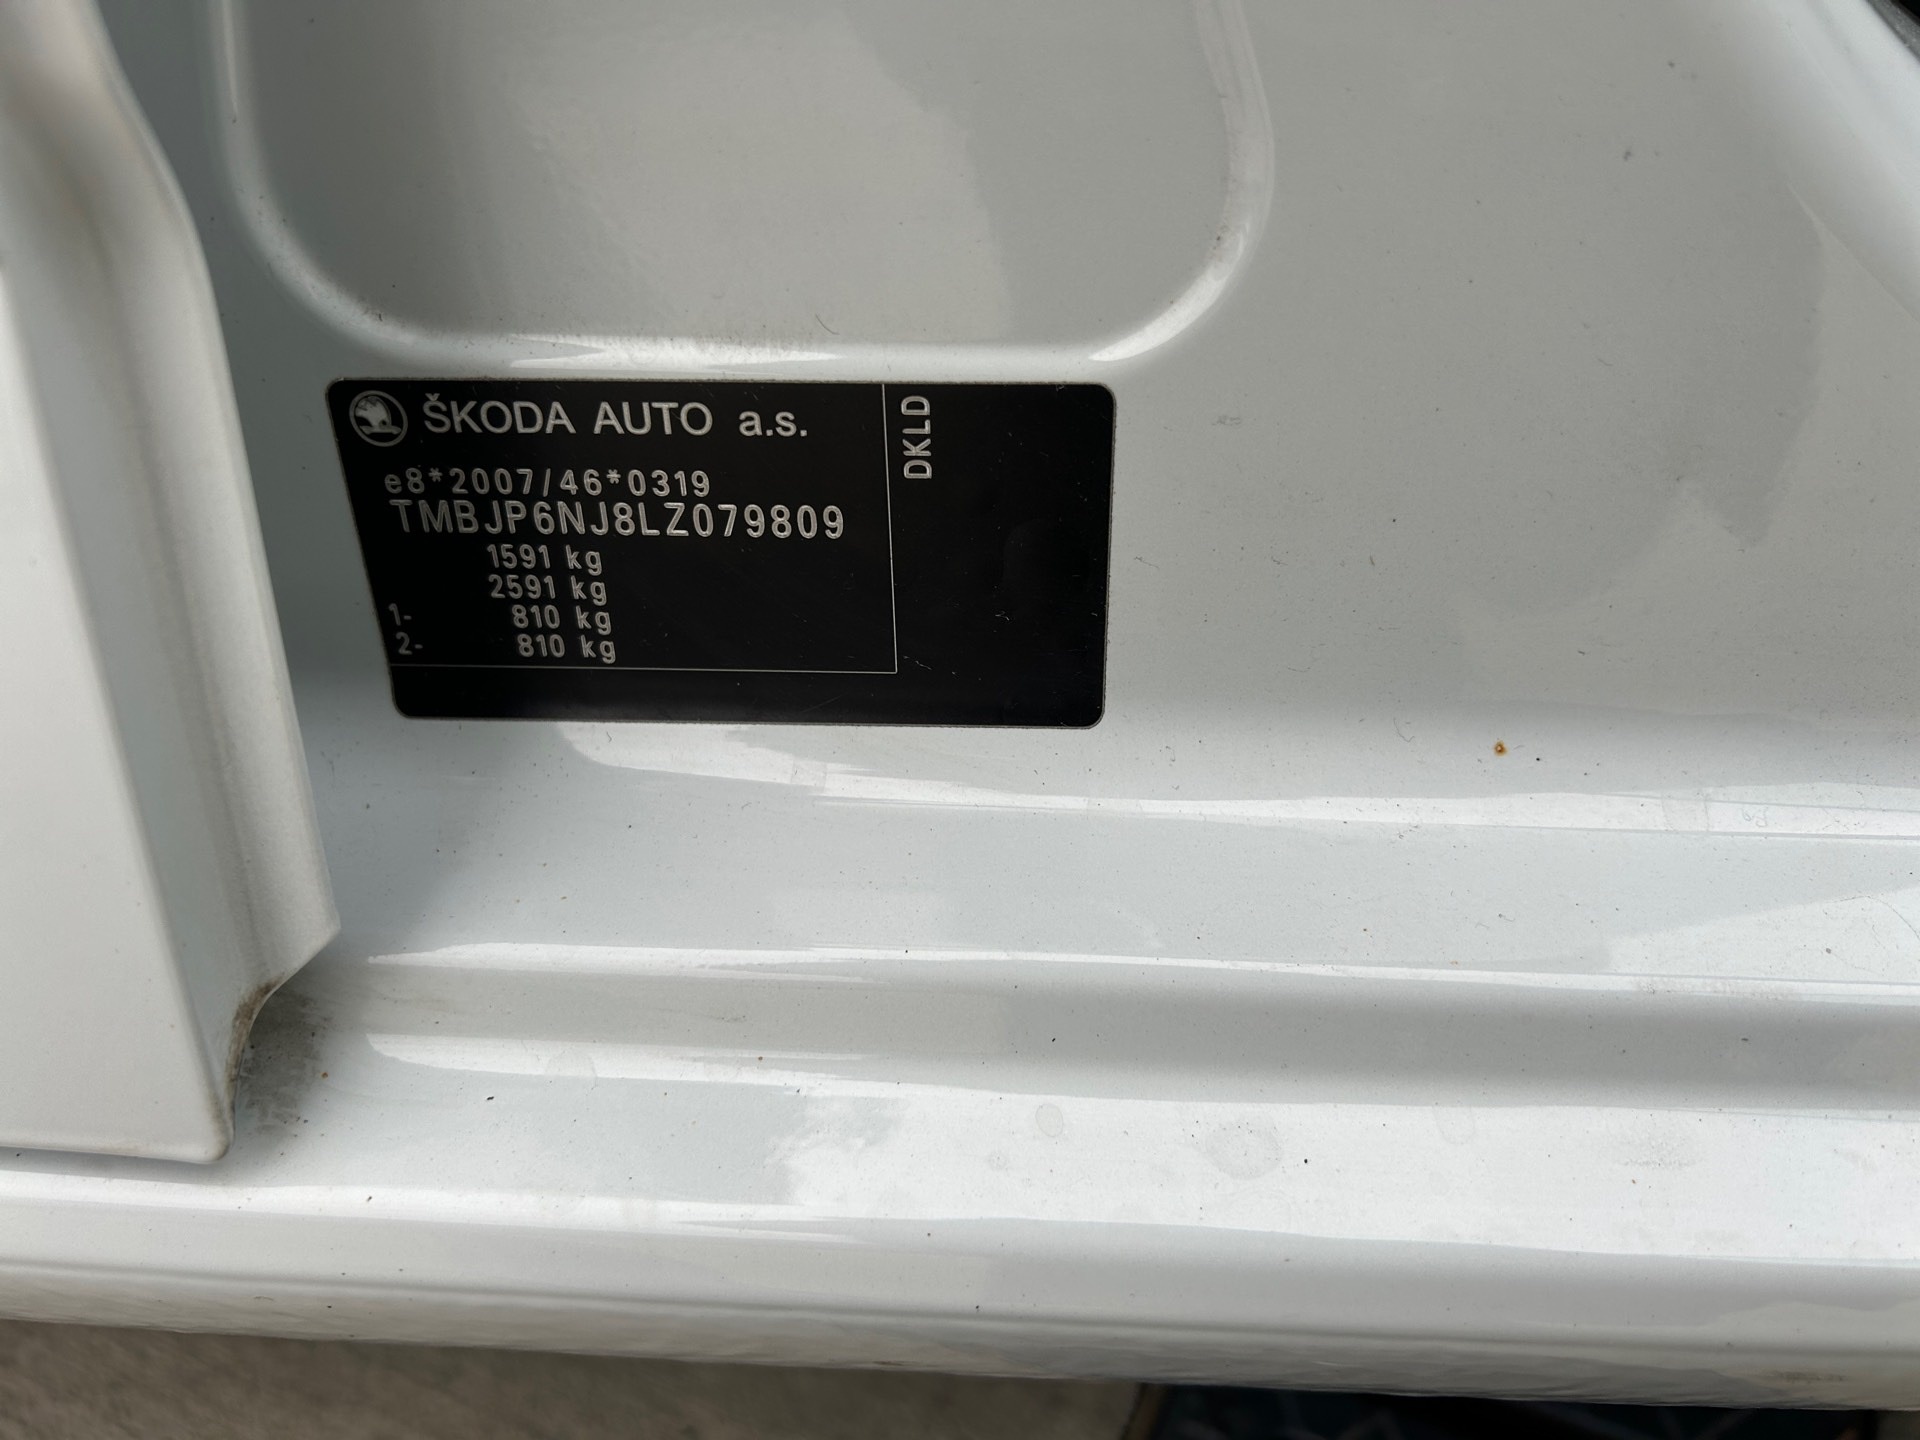 ŠKODA AUTO a.s.
e8*2007/46*0319
TMBJP6NJ8LZ079809
1591 kg
2591 kg
1- 810 kg
2- 810 kg
DKLD